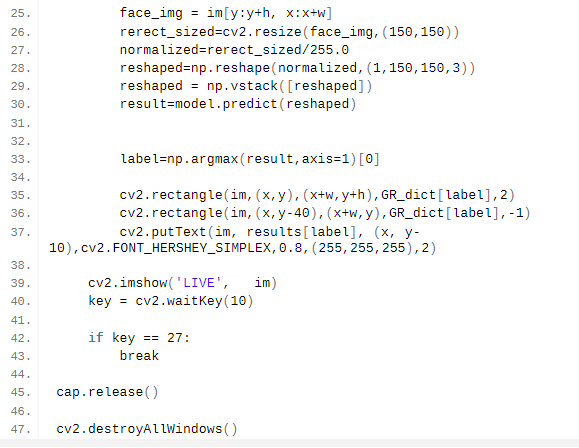 25.         face_img = im[y:y+h, x:x+w]
26.         rerect_sized=cv2.resize(face_img,(150,150))
27.         normalized=rerect_sized/255.0
28.         reshaped=np.reshape(normalized,(1,150,150,3))
29.         reshaped = np.vstack([reshaped])
30.         result=model.predict(reshaped)
31.
32.
33.         label=np.argmax(result,axis=1)[0]
34.
35.         cv2.rectangle(im,(x,y),(x+w,y+h),GR_dict[label],2)
36.         cv2.rectangle(im,(x,y-40),(x+w,y),GR_dict[label],-1)
37.         cv2.putText(im, results[label], (x, y-
10),cv2.FONT_HERSHEY_SIMPLEX,0.8,(255,255,255),2)
38.
39.     cv2.imshow('LIVE',   im)
40.     key = cv2.waitKey(10)
41.
42.     if key == 27:
43.         break
44.
45. cap.release()
46.
47. cv2.destroyAllWindows()